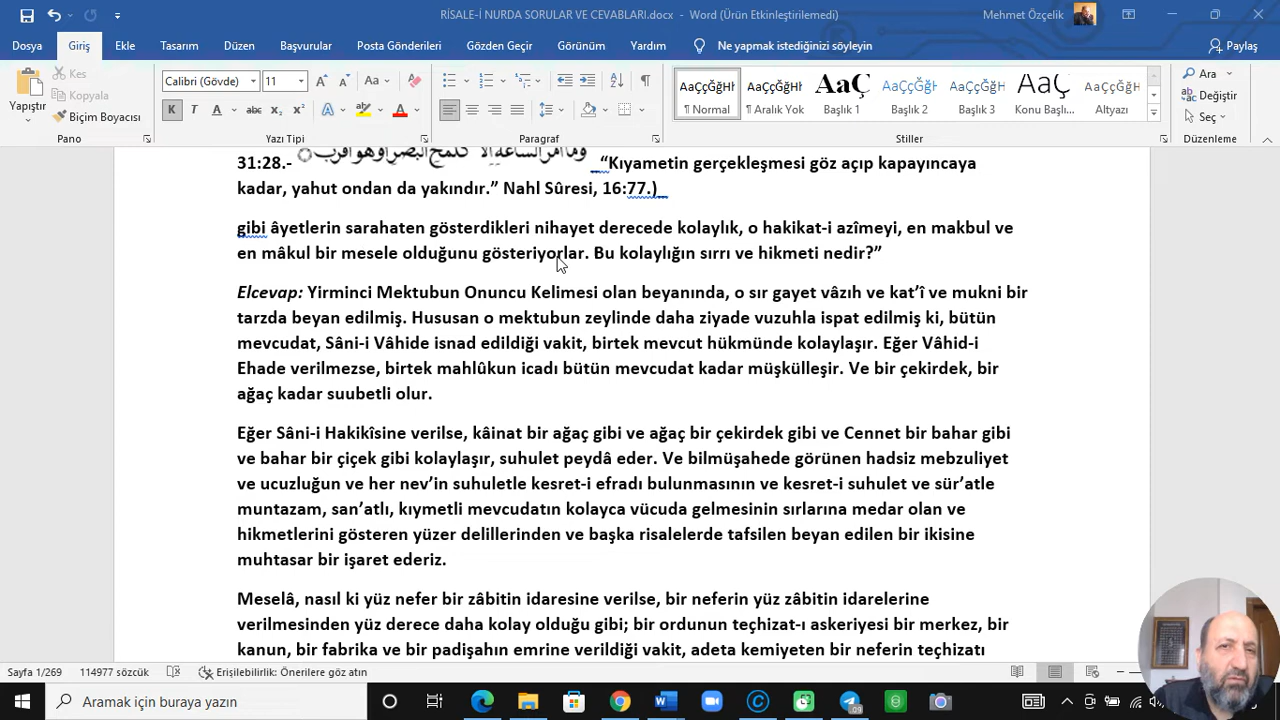 RİSALE-İ NURDA SORULAR VE CEVABLARI.docx - Word (Ürün Etkinleştirilemedi)
Mehmet Özçelik
Dosya Giriş Ekle Tasarım Düzen Başvurular Posta Gönderileri Gözden Geçir Görünüm Yardım Ne yapmak istediğinizi söyleyin Paylaş
Yapıştır
Kes
Kopyala
Biçim Boyacısı
Calibri (Gövde) 11
AaÇçĞğHł AaÇçĞğHł AaÇ AaÇçĞğI AaÇçĞğH AaÇçĞğHł AaÇçĞğH
¶ Normal ¶ Aralık Yok Başlık 1 Başlık 2 Başlık 3 Konu Başlı... Altyazı
Ara
Değiştir
Seç
Pano Yazı Tipi Paragraf Stiller Düzenleme
31:28.- وَمَا اَمْرُ السَّاعَةِ اِلاَّ كَلَمْحِ الْبَصَرِ اَوْ هُوَ اَقْرَبُ “Kıyametin gerçekleşmesi göz açıp kapayıncaya
kadar, yahut ondan da yakındır.” Nahl Sûresi, 16:77.)
gibi âyetlerin sarahaten gösterdikleri nihayet derecede kolaylık, o hakikat-i azîmeyi, en makbul ve
en mâkul bir mesele olduğunu gösteriyorlar. Bu kolaylığın sırrı ve hikmeti nedir?”
Elcevap: Yirminci Mektubun Onuncu Kelimesi olan beyanında, o sır gayet vâzıh ve kat’î ve mukni bir
tarzda beyan edilmiş. Hususan o mektubun zeylinde daha ziyade vuzuhla ispat edilmiş ki, bütün
mevcudat, Sâni-i Vâhide isnad edildiği vakit, birtek mevcut hükmünde kolaylaşır. Eğer Vâhid-i
Ehade verilmezse, birtek mahlûkun icadı bütün mevcudat kadar müşkülleşir. Ve bir çekirdek, bir
ağaç kadar suubetli olur.
Eğer Sâni-i Hakikîsine verilse, kâinat bir ağaç gibi ve ağaç bir çekirdek gibi ve Cennet bir bahar gibi
ve bahar bir çiçek gibi kolaylaşır, suhulet peydâ eder. Ve bilmüşahede görünen hadsiz mebzuliyet
ve ucuzluğun ve her nev’in suhuletle kesret-i efradı bulunmasının ve kesret-i suhulet ve sür’atle
muntazam, san’atlı, kıymetli mevcudatın kolayca vücuda gelmesinin sırlarına medar olan ve
hikmetlerini gösteren yüzer delillerinden ve başka risalelerde tafsilen beyan edilen bir ikisine
muhtasar bir işaret ederiz.
Meselâ, nasıl ki yüz nefer bir zâbitin idaresine verilse, bir neferin yüz zâbitin idarelerine
verilmesinden yüz derece daha kolay olduğu gibi; bir ordunun teçhizat-ı askeriyesi bir merkez, bir
kanun, bir fabrika ve bir padişahın emrine verildiği vakit, adeta kemiyeten bir neferin teçhizatı
Sayfa 1/269 114977 sözcük Erişilebilirlik: Önerilere göz atın
Aramak için buraya yazın